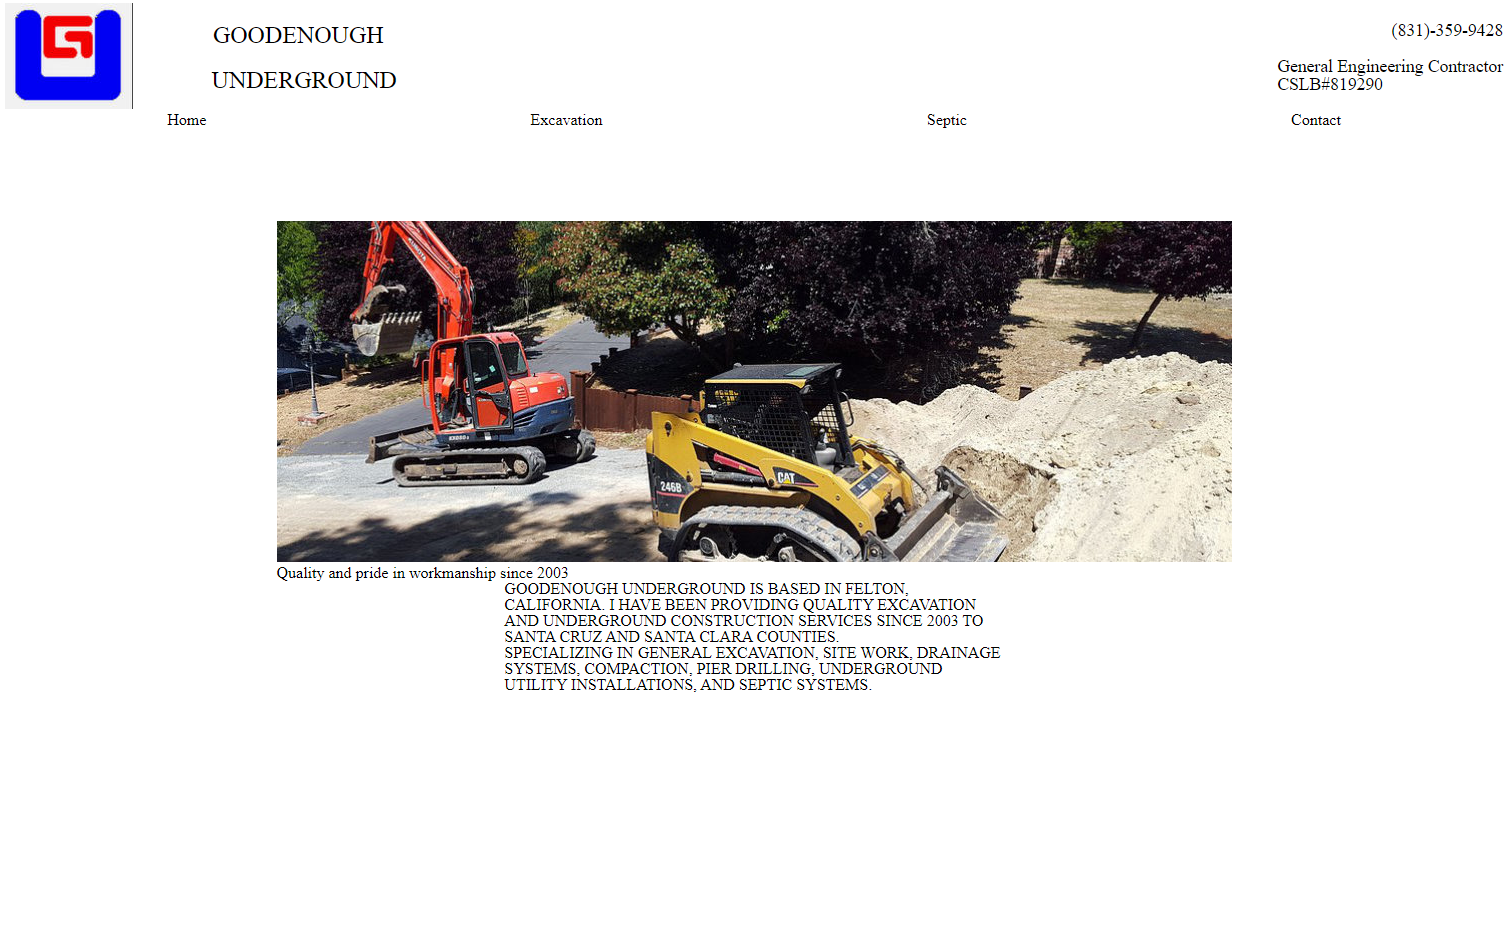 GOODENOUGH
UNDERGROUND
(831)-359-9428
General Engineering Contractor
CSLB#819290
Home
Excavation
Septic
Contact
KUBOTA
KX080-3
CAT
246B
Quality and pride in workmanship since 2003
GOODENOUGH UNDERGROUND IS BASED IN FELTON,
CALIFORNIA. I HAVE BEEN PROVIDING QUALITY EXCAVATION
AND UNDERGROUND CONSTRUCTION SERVICES SINCE 2003 TO
SANTA CRUZ AND SANTA CLARA COUNTIES.
SPECIALIZING IN GENERAL EXCAVATION, SITE WORK, DRAINAGE
SYSTEMS, COMPACTION, PIER DRILLING, UNDERGROUND
UTILITY INSTALLATIONS, AND SEPTIC SYSTEMS.